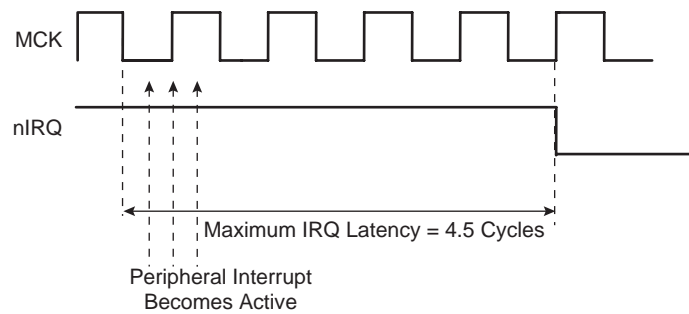 MCK
nIRQ
Maximum IRQ Latency = 4.5 Cycles
Peripheral Interrupt
Becomes Active